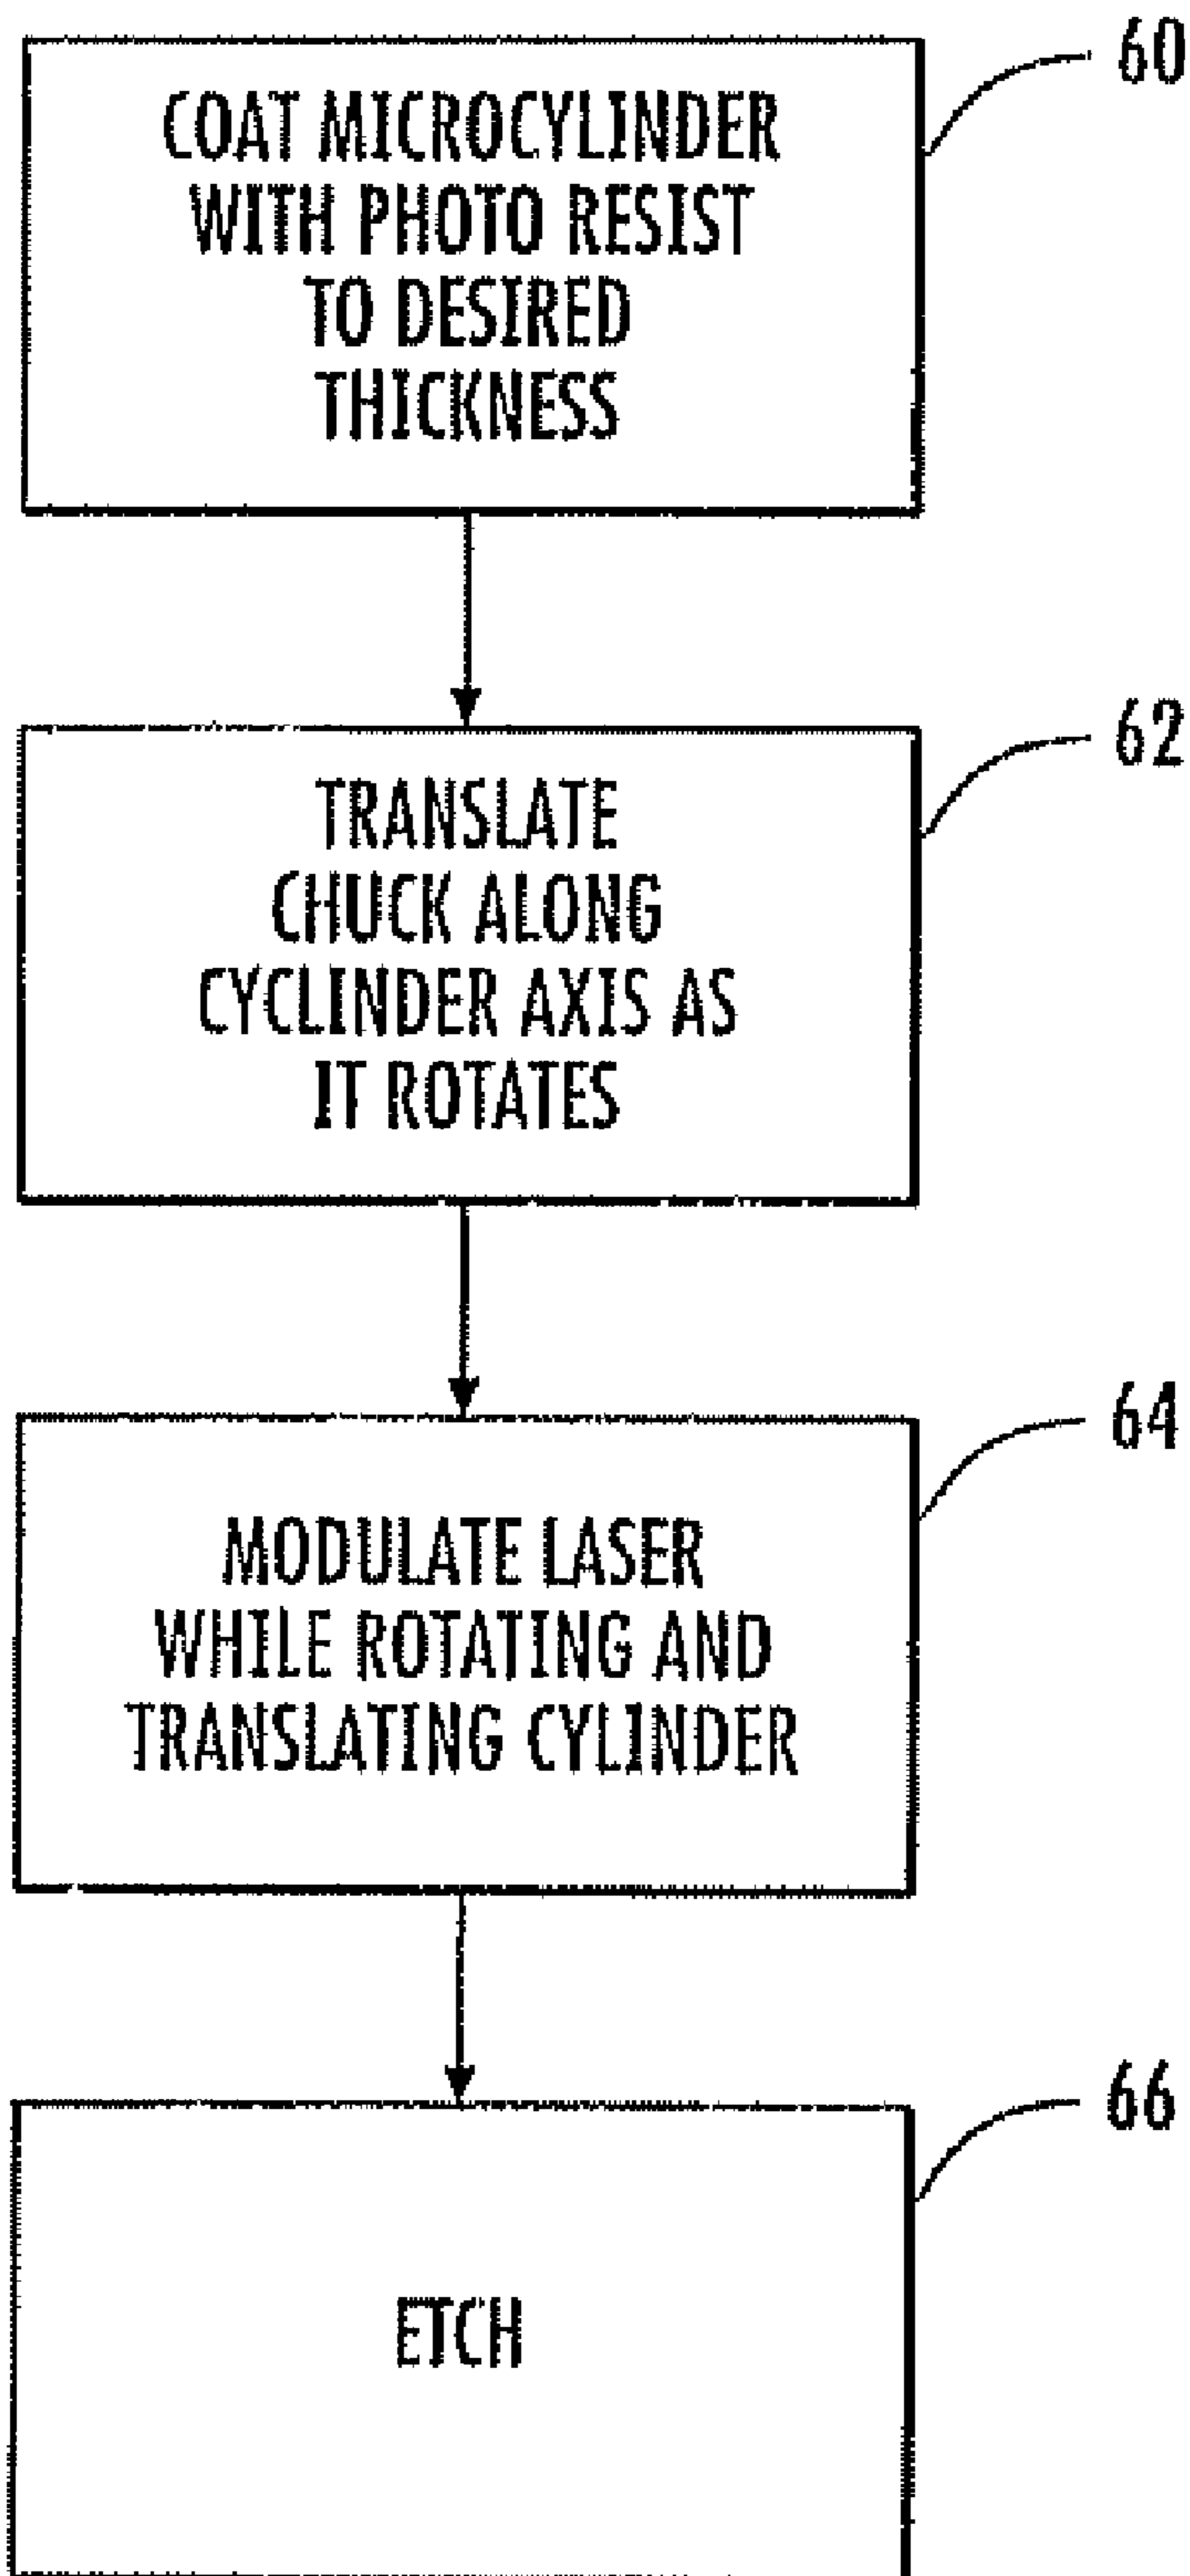 60
COAT MICROCYLINDER
WITH PHOTO RESIST
TO DESIRED
THICKNESS
62
TRANSLATE
CHUCK ALONG
CYCLINDER AXIS AS
IT ROTATES
64
MODULATE LASER
WHILE ROTATING AND
TRANSLATING CYLINDER
66
ETCH